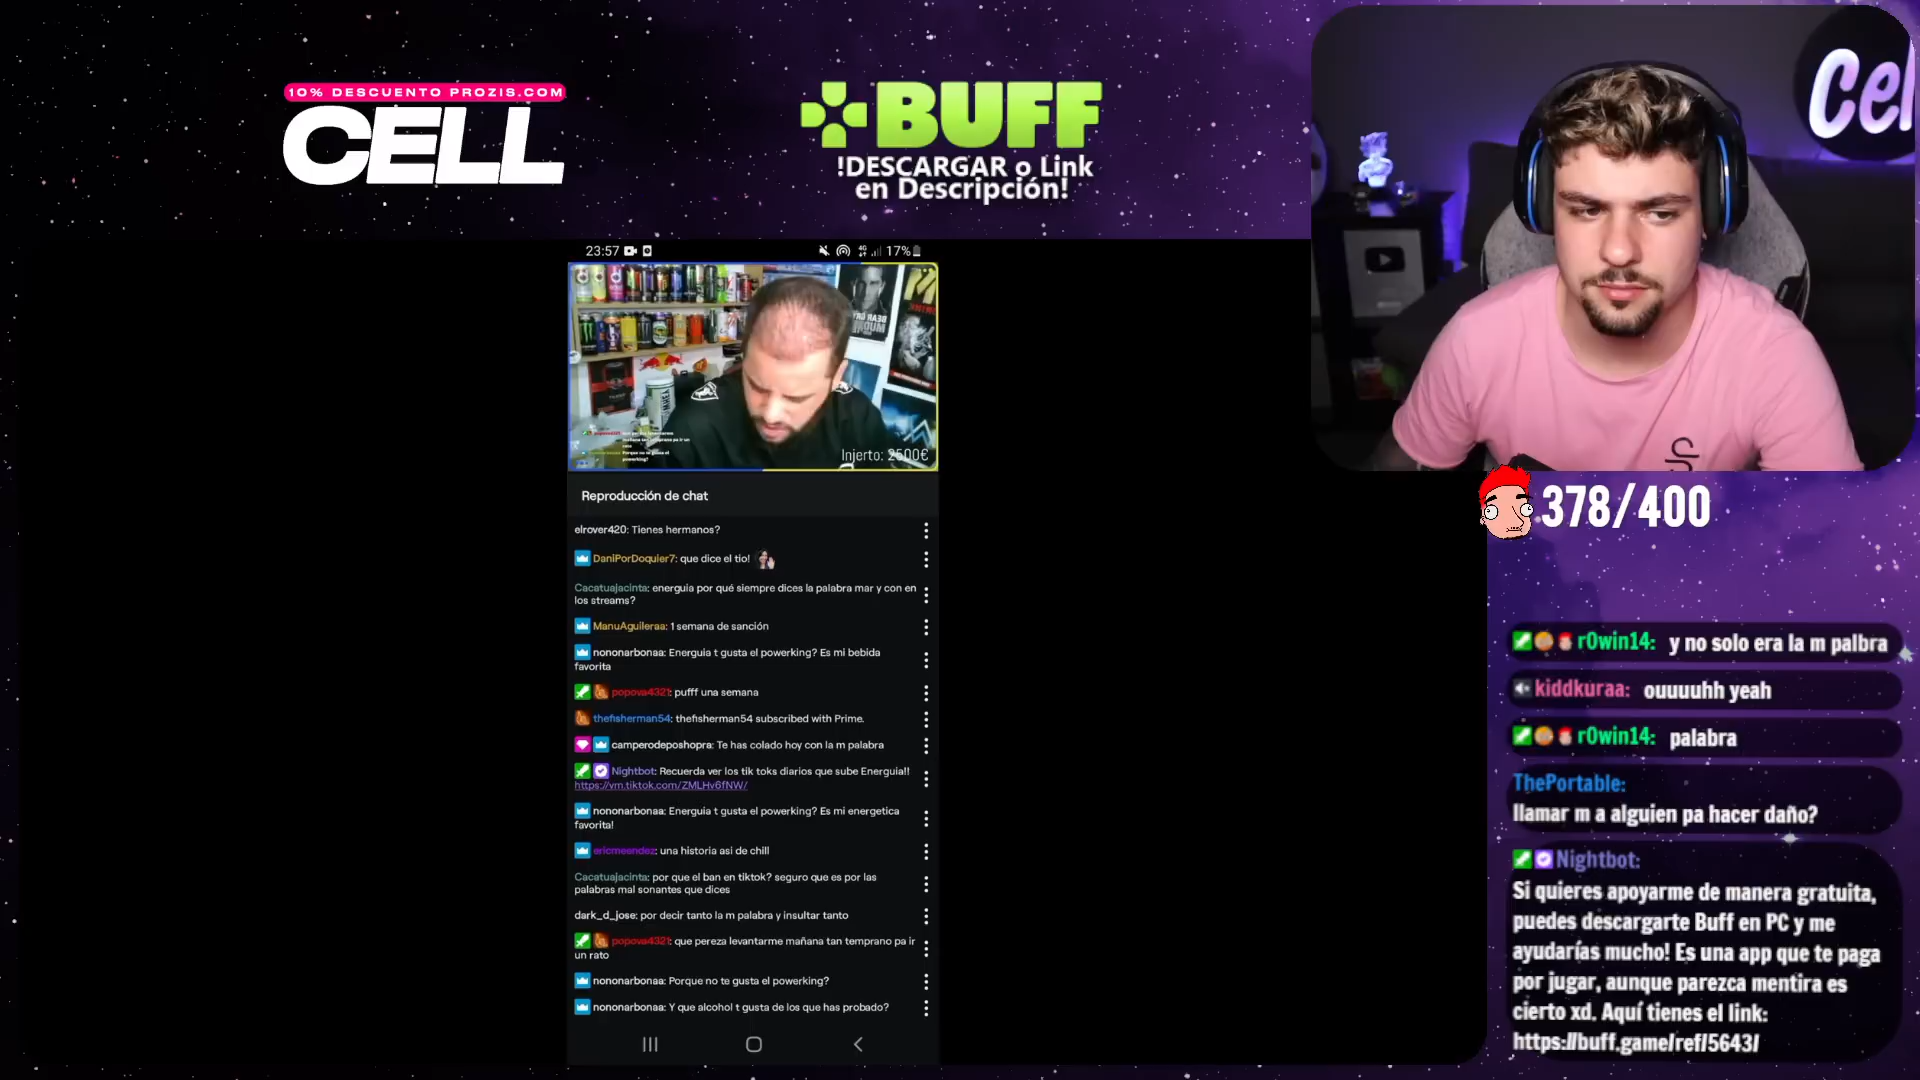 10% DESCUENTO PROZIS.COM
CELL
BUFF
!DESCARGAR o Link
en Descripción!
Cel
23:57
4G
17%
BEAR GRY
Injerto: 2500€
Reproducción de chat
elrover420: Tienes hermanos?
DaniPorDoquier7: que dice el tio!
Cacatuajacinta: energuia por qué siempre dices la palabra mar y con en
los streams?
ManuAguileraa: 1 semana de sanción
nononarbonaa: Energuia t gusta el powerking? Es mi bebida
favorita
popova4321: pufff una semana
thefisherman54: thefisherman54 subscribed with Prime.
camperodeposhopra: Te has colado hoy con la m palabra
Nightbot: Recuerda ver los tik toks diarios que sube Energuia!!
https://vm.tiktok.com/ZMLHv6fNW/
nononarbonaa: Energuia t gusta el powerking? Es mi energetica
favorita!
ericmeendez: una historia asi de chill
Cacatuajacinta: por que el ban en tiktok? seguro que es por las
palabras mal sonantes que dices
dark_d_jose: por decir tanto la m palabra y insultar tanto
popova4321: que pereza levantarme mañana tan temprano pa ir
un rato
nononarbonaa: Porque no te gusta el powerking?
nononarbonaa: Y que alcohol t gusta de los que has probado?
378/400
r0win14: y no solo era la m palbra
kiddkuraa: ouuuuhh yeah
r0win14: palabra
ThePortable:
llamar m a alguien pa hacer daño?
Nightbot:
Si quieres apoyarme de manera gratuita,
puedes descargarte Buff en PC y me
ayudarías mucho! Es una app que te paga
por jugar, aunque parezca mentira es
cierto xd. Aquí tienes el link:
https://buff.game/ref/5643/